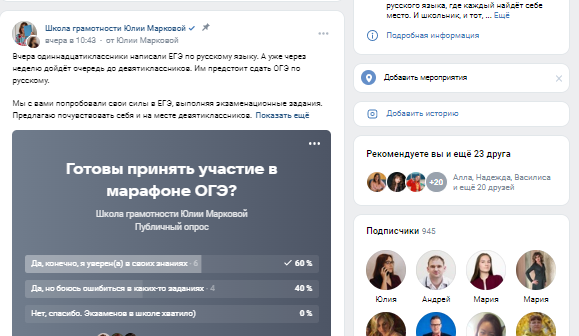 Школа грамотности Юлии Марковой
вчера в 10:43 · от Юлии Марковой
Вчера одиннадцатиклассники написали ЕГЭ по русскому языку. А уже через
неделю дойдёт очередь до девятиклассников. Им предстоит сдать ОГЭ по
русскому.
Мы с вами попробовали свои силы в ЕГЭ, выполняя экзаменационные задания.
Предлагаю почувствовать себя и на месте девятиклассников. Показать ещё
Готовы принять участие в
марафоне ОГЭ?
Школа грамотности Юлии Марковой
Публичный опрос
Да, конечно, я уверен(а) в своих знаниях · 6 60 %
Да, но боюсь ошибиться в каких-то заданиях · 4 40 %
Нет, спасибо. Экзаменов в школе хватило) 0 %
русского языка, где каждый найдёт себе
место. И школьник, и тот, ... Ещё
Подробная информация
Добавить мероприятия
Добавить историю
Рекомендуете вы и ещё 23 друга
+20
Алла, Надежда, Василиса
и ещё 20 друзей
Подписчики 945
Юлия Андрей Мария Мария